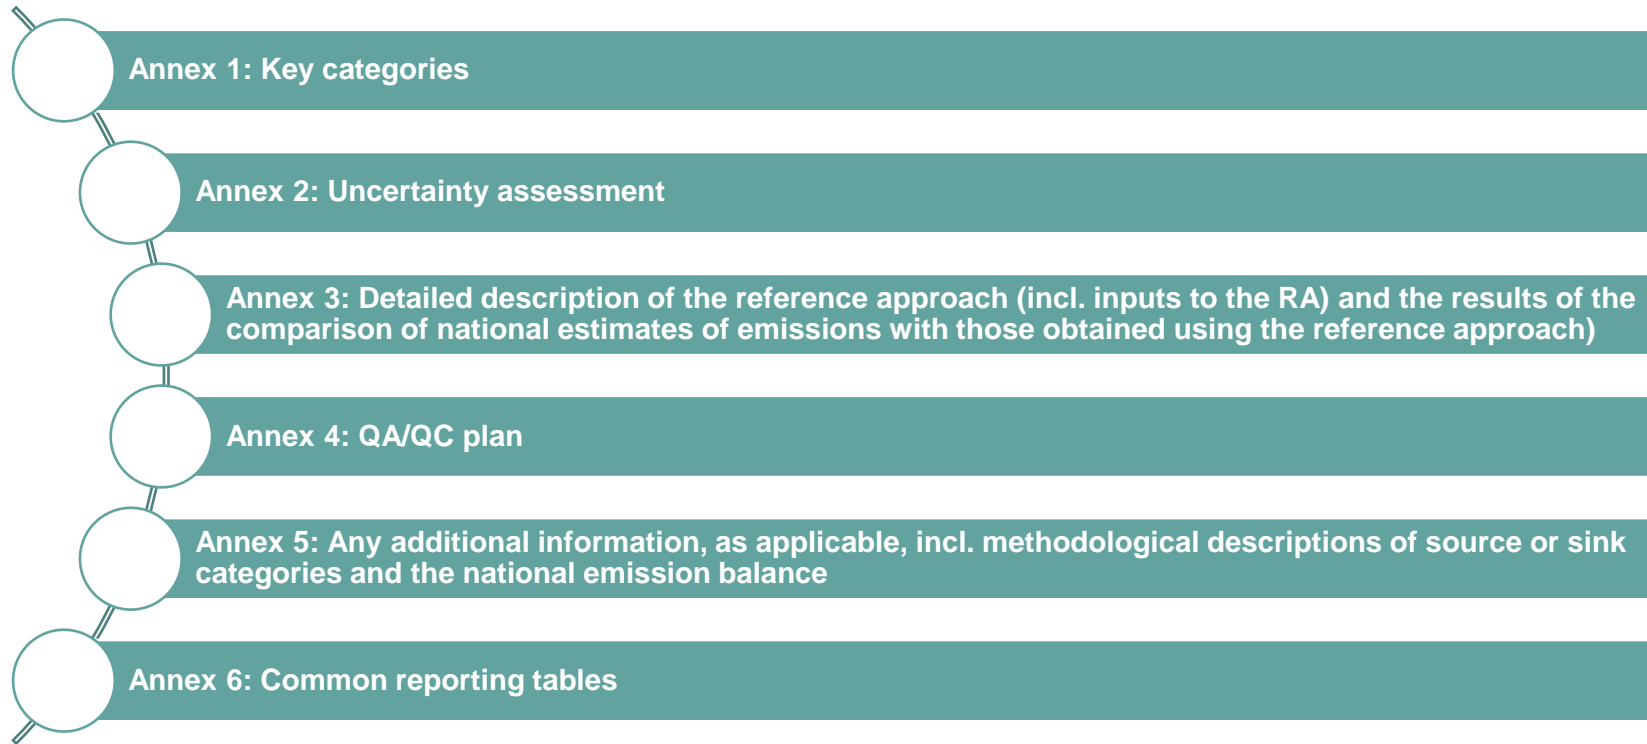 Annex 1: Key categories
Annex 2: Uncertainty assessment
Annex 3: Detailed description of the reference approach (incl. inputs to the RA) and the results of the
comparison of national estimates of emissions with those obtained using the reference approach)
Annex 4: QA/QC plan
Annex 5: Any additional information, as applicable, incl. methodological descriptions of source or sink
categories and the national emission balance
Annex 6: Common reporting tables